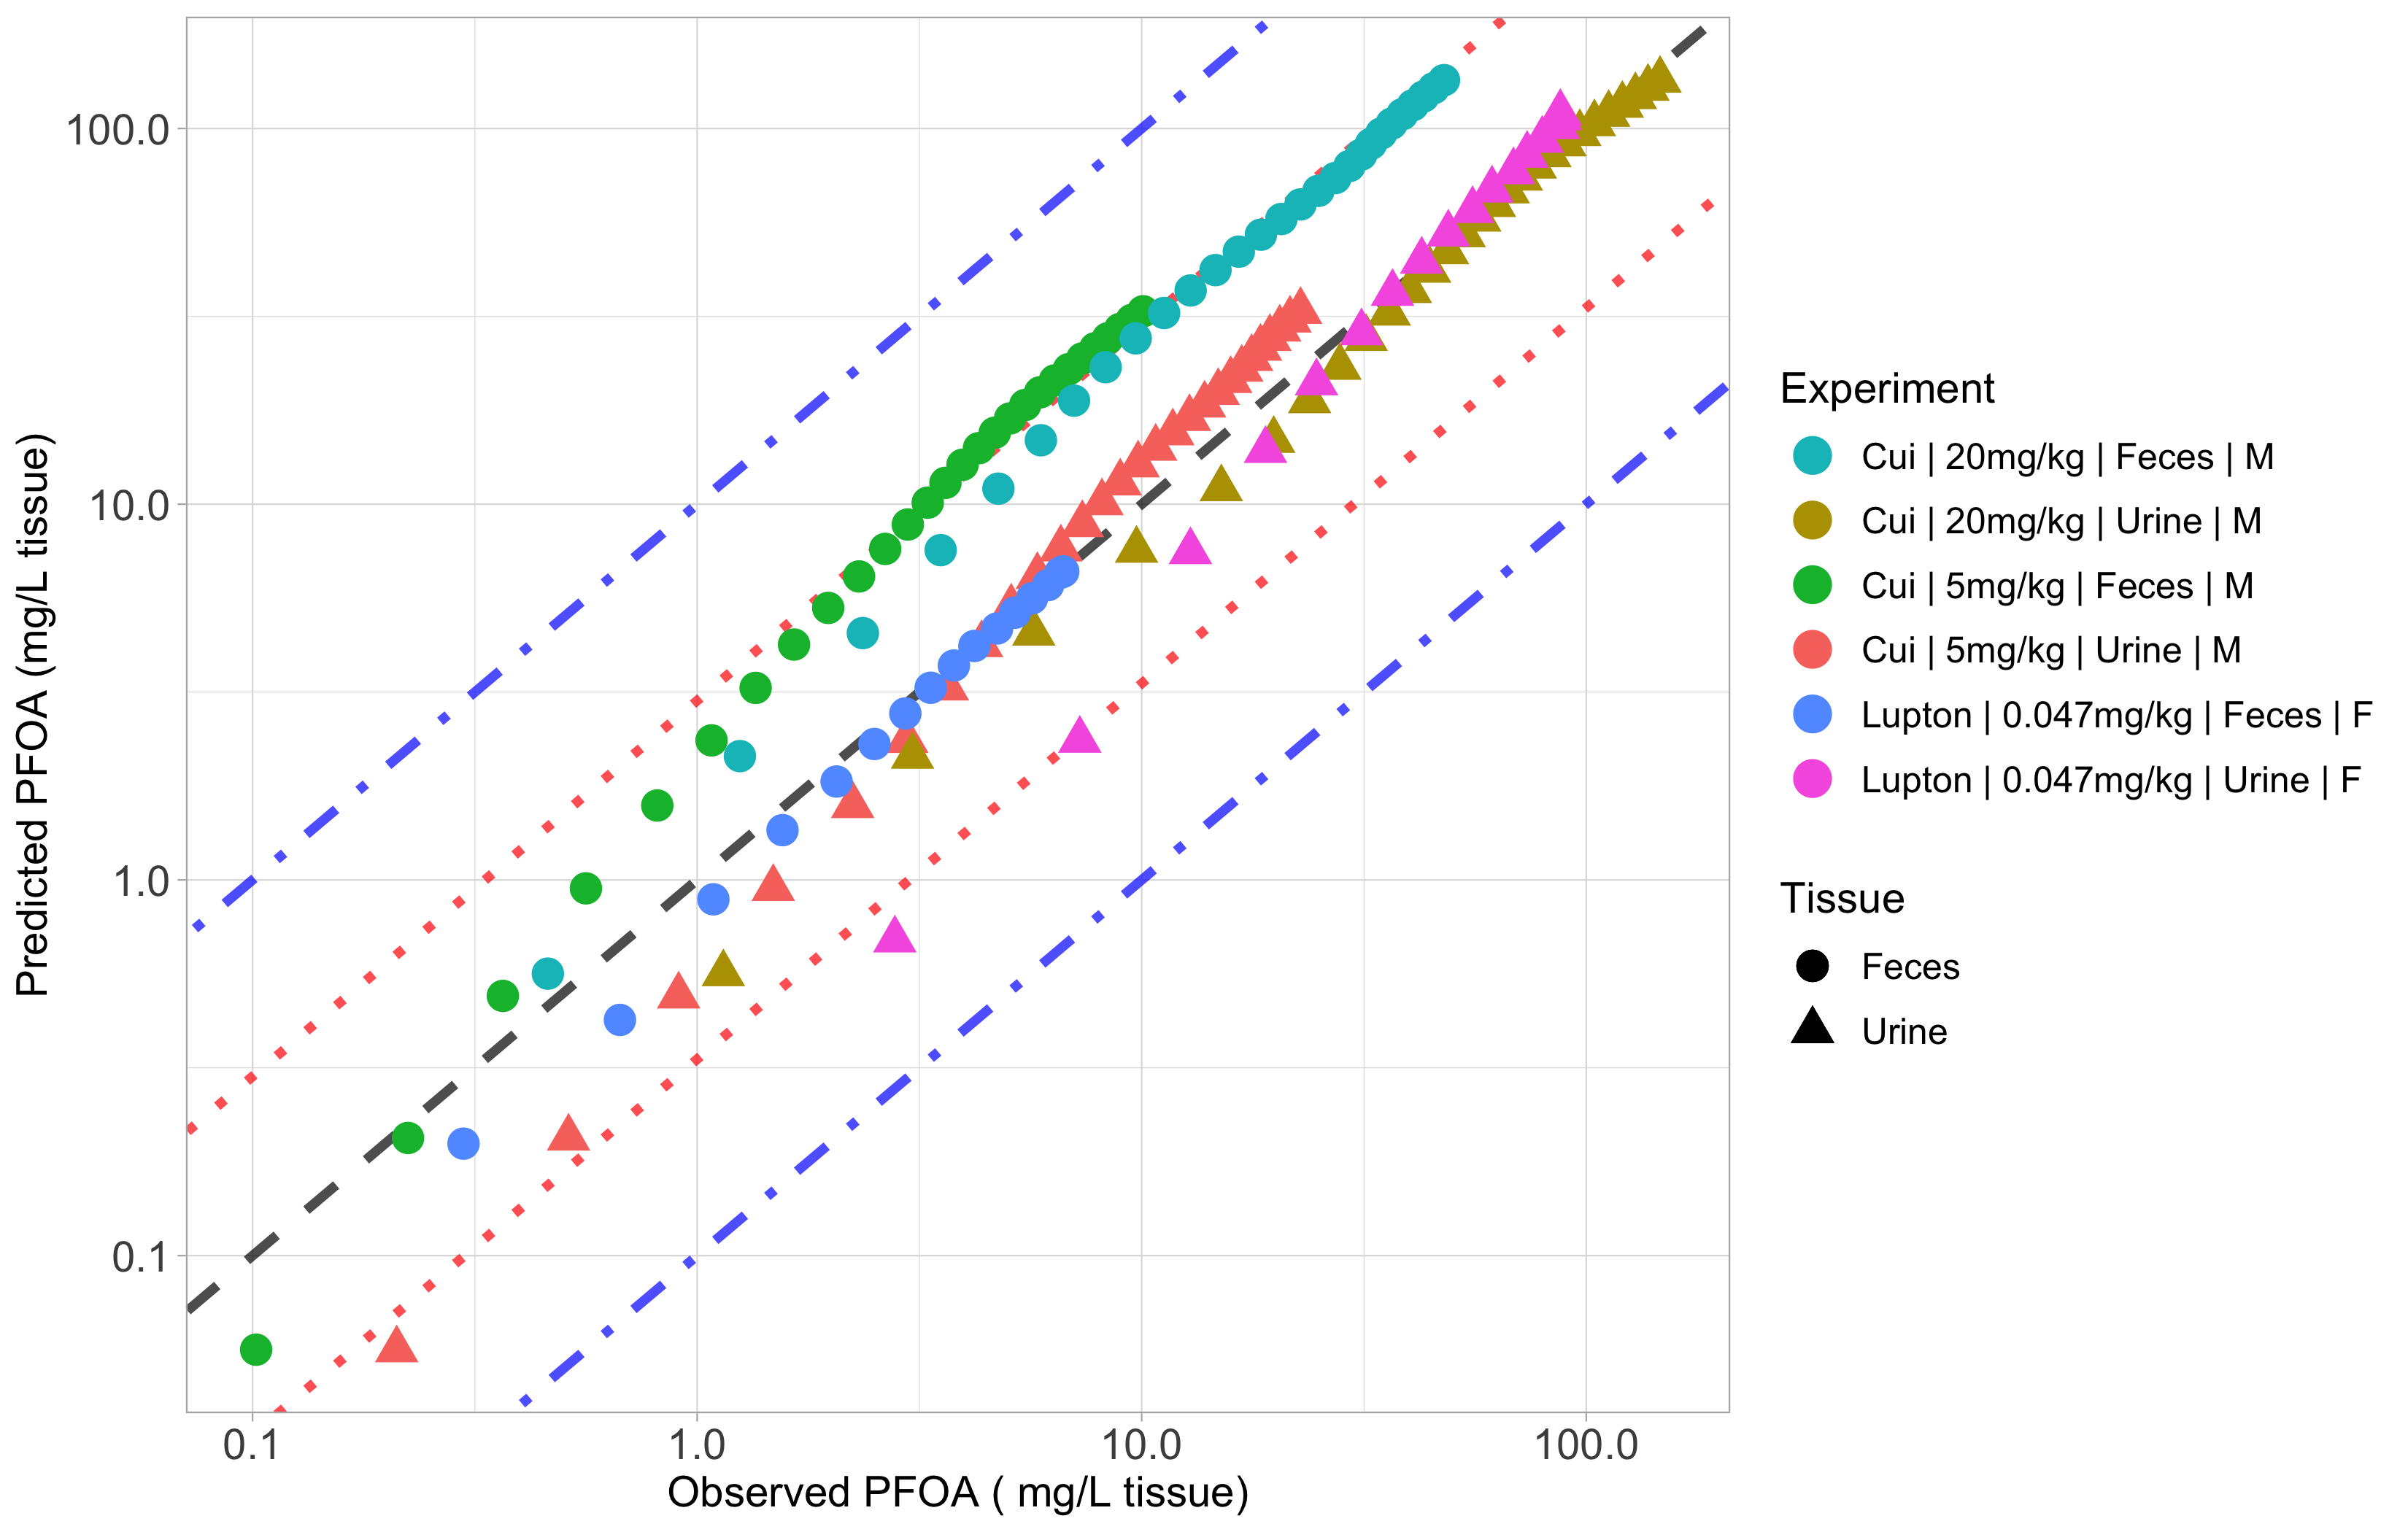 Predicted PFOA (mg/L tissue)
100.0
10.0
1.0
0.1
0.1
1.0
10.0
100.0
Observed PFOA ( mg/L tissue)
Experiment
Cui | 20mg/kg | Feces | M
Cui | 20mg/kg | Urine | M
Cui | 5mg/kg | Feces | M
Cui | 5mg/kg | Urine | M
Lupton | 0.047mg/kg | Feces | F
Lupton | 0.047mg/kg | Urine | F
Tissue
Feces
Urine